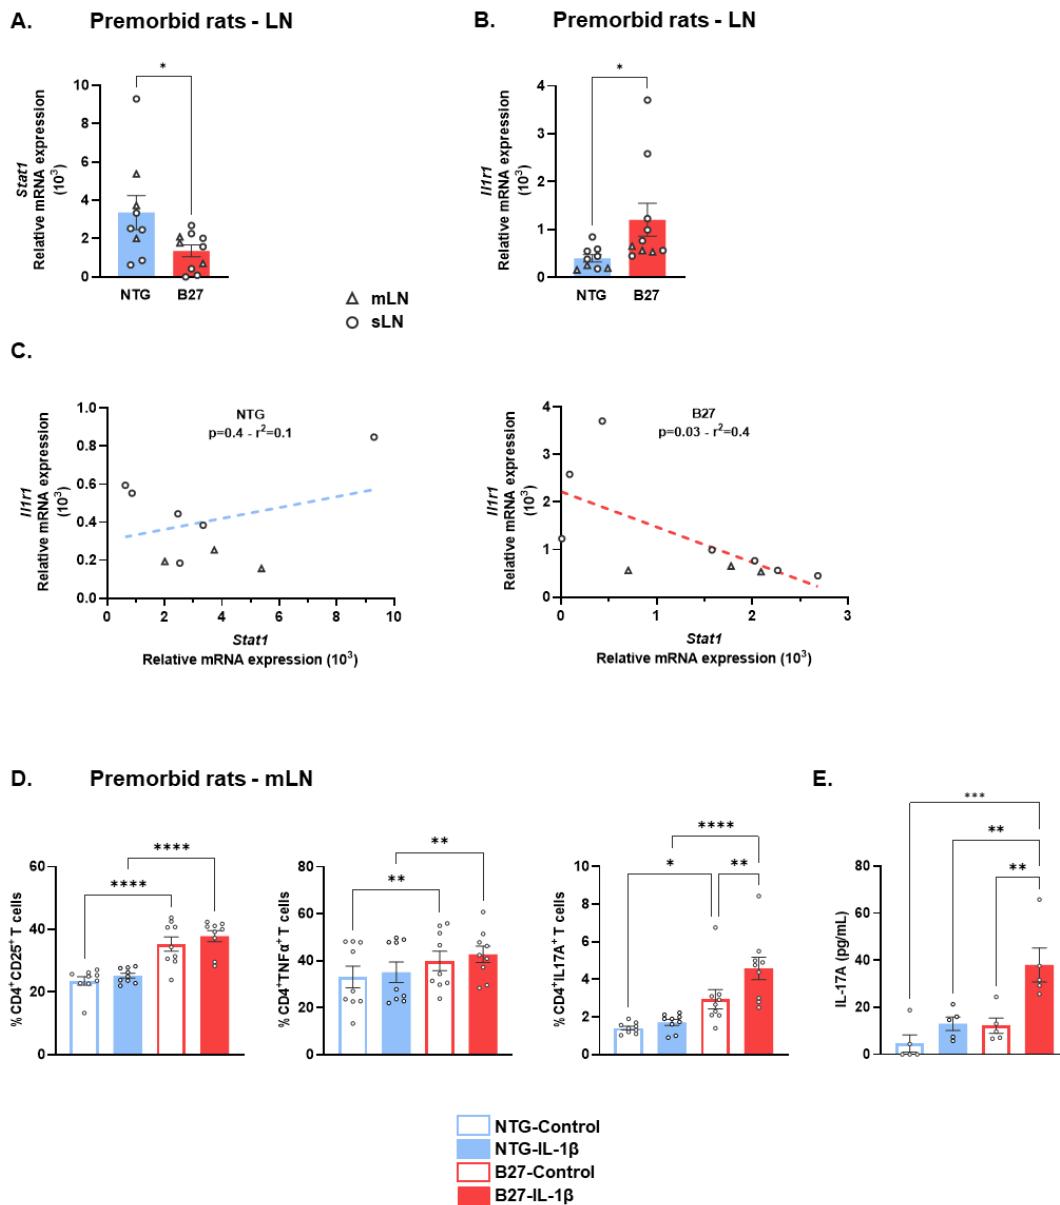 A. Premorbid rats - LN
B. Premorbid rats - LN
*
10
8
6
4
2
0
Stat1
Relative mRNA expression
(10³)
NTG B27
*
4
3
2
1
0
Il1r1
Relative mRNA expression
(10³)
NTG B27
mLN
sLN
C.
NTG
p=0.4 - r²=0.1
1.0
0.8
0.6
0.4
0.2
0.0
Il1r1
Relative mRNA expression
(10³)
0 2 4 6 8 10
Stat1
Relative mRNA expression (10³)
B27
p=0.03 - r²=0.4
4
3
2
1
0
Il1r1
Relative mRNA expression
(10³)
0 1 2 3
Stat1
Relative mRNA expression (10³)
D. Premorbid rats - mLN
****
****
60
40
20
0
% CD4⁺CD25⁺ T cells
**
**
80
60
40
20
0
% CD4⁺TNFα⁺ T cells
****
* **
10
8
6
4
2
0
% CD4⁺IL17A⁺ T cells
E.
***
**
**
80
60
40
20
0
IL-17A (pg/mL)
NTG-Control
NTG-IL-1β
B27-Control
B27-IL-1β